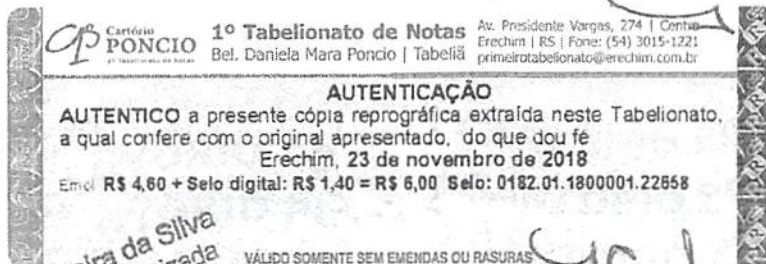 Cartório
PONCIO
1º Tabelionato de Notas
Bel. Daniela Mara Poncio | Tabeliã
Av. Presidente Vargas, 274 | Centro
Erechim | RS | Fone: (54) 3015-1221
primeirotabelionato@erechim.com.br
AUTENTICAÇÃO
AUTENTICO a presente cópia reprográfica extraída neste Tabelionato,
a qual confere com o original apresentado, do que dou fé
Erechim, 23 de novembro de 2018
Emol R$ 4,60 + Selo digital: R$ 1,40 = R$ 6,00 Selo: 0182.01.1800001.22658
da Silva
VÁLIDO SOMENTE SEM EMENDAS OU RASURAS